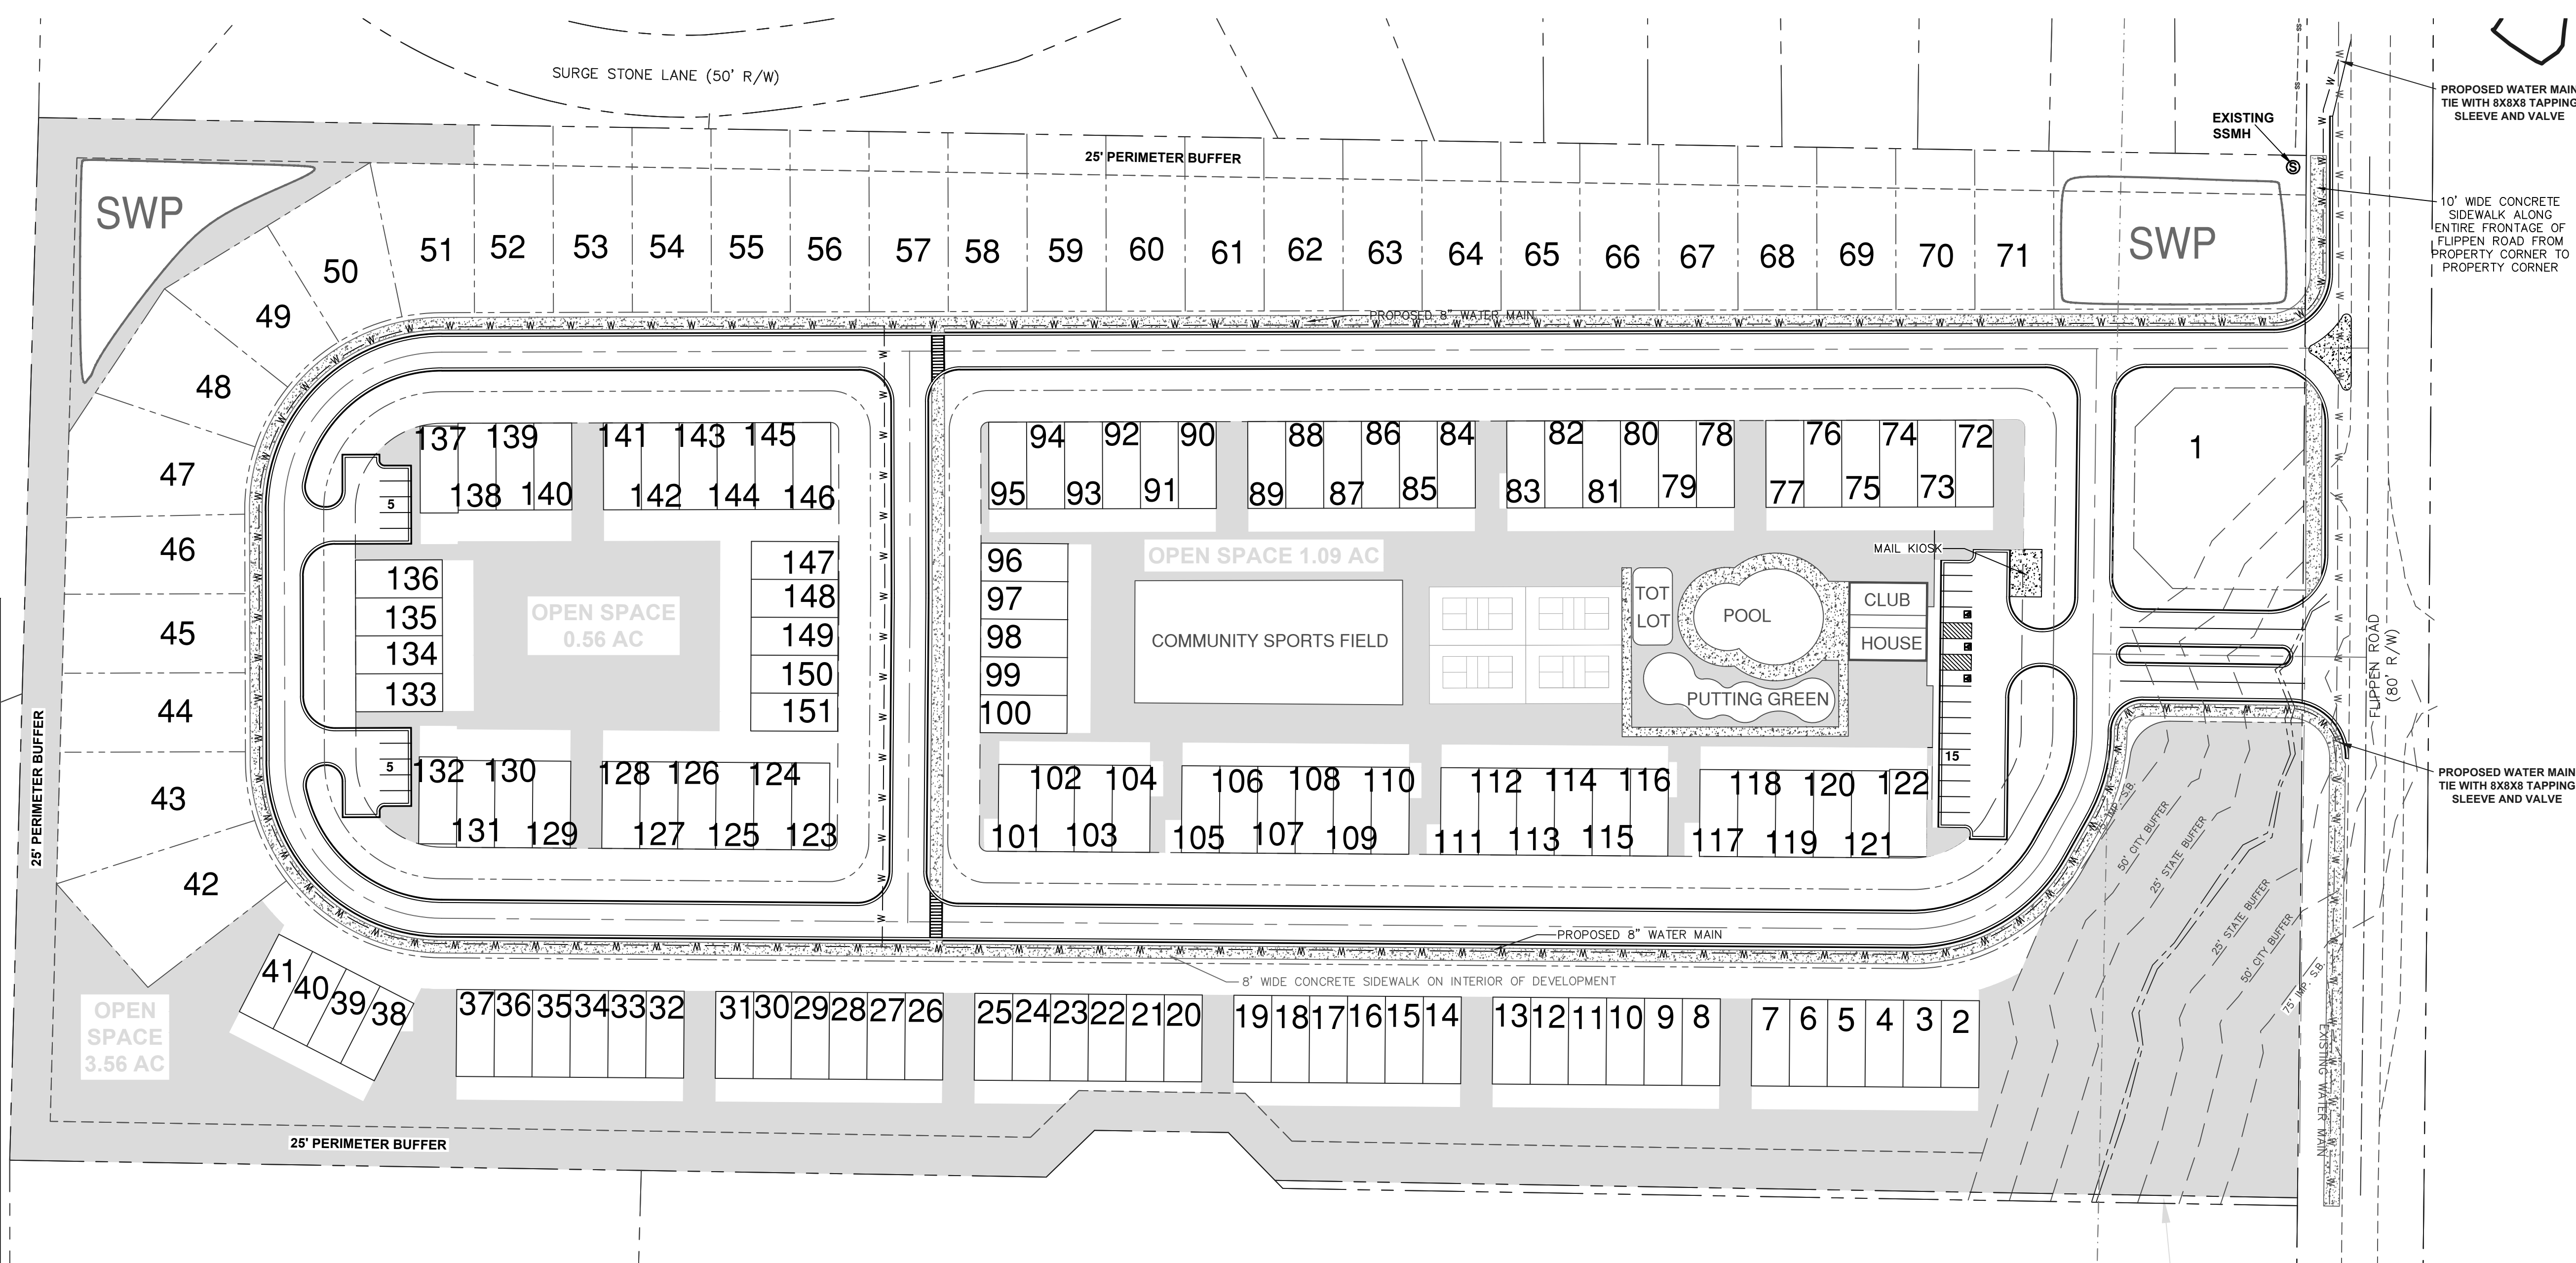 SURGE STONE LANE (50' R/W)
PROPOSED WATER MAIN
TIE WITH 8X8X8 TAPPING
SLEEVE AND VALVE
EXISTING
SSMH
S
25' PERIMETER BUFFER
10' WIDE CONCRETE
SIDEWALK ALONG
ENTIRE FRONTAGE OF
FLIPPEN ROAD FROM
PROPERTY CORNER TO
PROPERTY CORNER
SWP
SWP
50 51 52 53 54 55 56 57 58 59 60 61 62 63 64 65 66 67 68 69 70 71
49
48
47
46
45
44
43
42
PROPOSED 8" WATER MAIN
137 139 141 143 145
138 140 142 144 146
94 92 90 88 86 84 82 80 78 76 74 72
95 93 91 89 87 85 83 81 79 77 75 73
1
5
136
135
134
133
OPEN SPACE
0.56 AC
147
148
149
150
151
96
97
98
99
100
OPEN SPACE 1.09 AC
COMMUNITY SPORTS FIELD
TOT
LOT
POOL
CLUB
HOUSE
PUTTING GREEN
MAIL KIOSK
FLIPPEN ROAD
(80' R/W)
5
15
132 130 128 126 124
131 129 127 125 123
102 104 106 108 110 112 114 116 118 120 122
101 103 105 107 109 111 113 115 117 119 121
PROPOSED WATER MAIN
TIE WITH 8X8X8 TAPPING
SLEEVE AND VALVE
75' IMP. S.B.
50' CITY BUFFER
25' STATE BUFFER
25' STATE BUFFER
50' CITY BUFFER
75' IMP. S.B.
EXISTING WATER MAIN
25' PERIMETER BUFFER
PROPOSED 8" WATER MAIN
8' WIDE CONCRETE SIDEWALK ON INTERIOR OF DEVELOPMENT
41 40 39 38 37 36 35 34 33 32 31 30 29 28 27 26 25 24 23 22 21 20 19 18 17 16 15 14 13 12 11 10 9 8 7 6 5 4 3 2
OPEN
SPACE
3.56 AC
25' PERIMETER BUFFER